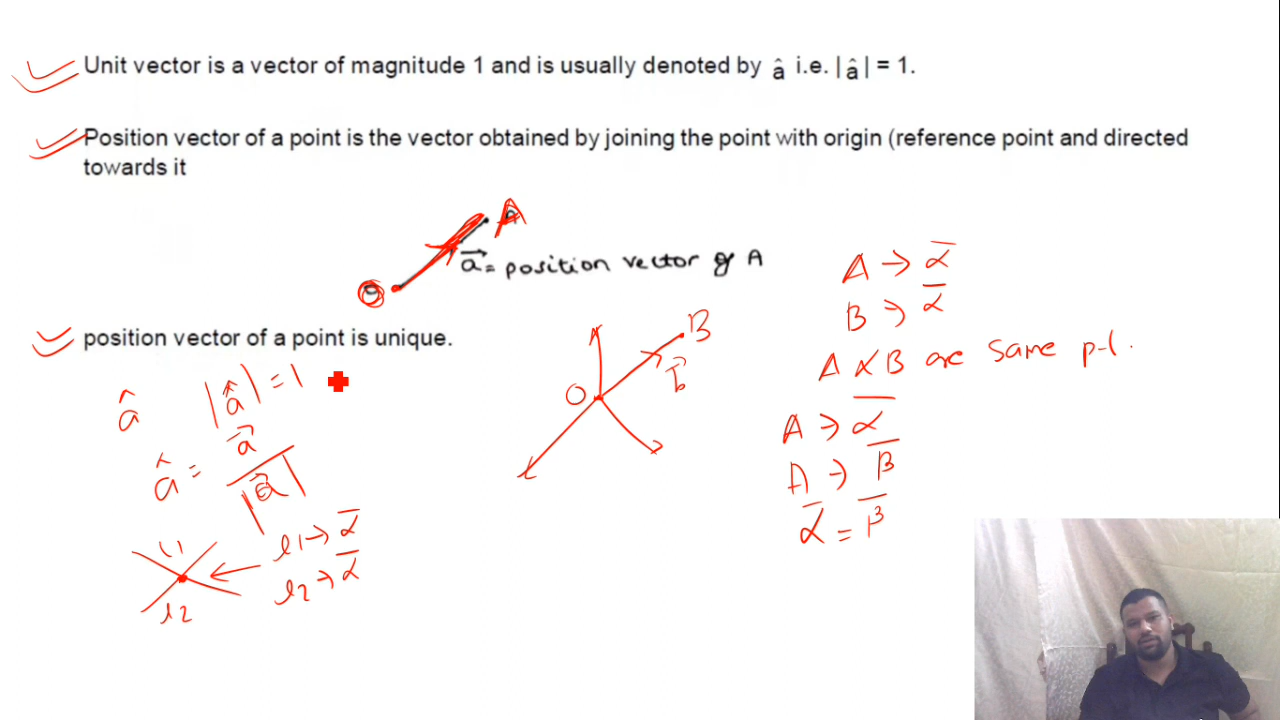 Unit vector is a vector of magnitude 1 and is usually denoted by â i.e. |â| = 1.
Position vector of a point is the vector obtained by joining the point with origin (reference point and directed
towards it
A
a⃗ = position vector of A
O
position vector of a point is unique.
A → ᾱ
B → ᾱ
A & B are same pt.
A → ᾱ
A → β̄
ᾱ = β̄
B
b⃗
O
â |â| = 1
â = a⃗ / |a⃗|
l1
l2
l1 → ᾱ
l2 → ᾱ